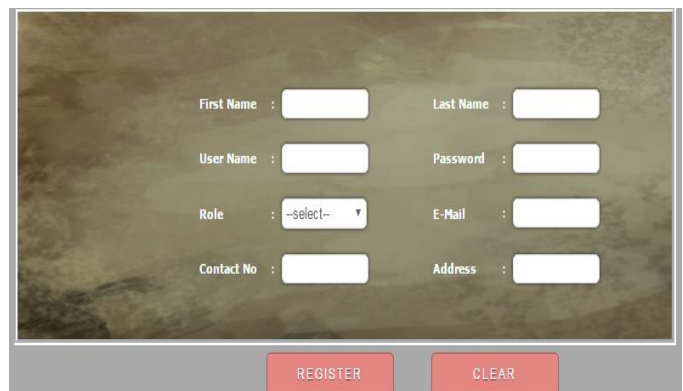 First Name : Last Name :
User Name : Password :
Role : --select-- E-Mail :
Contact No : Address :
REGISTER CLEAR